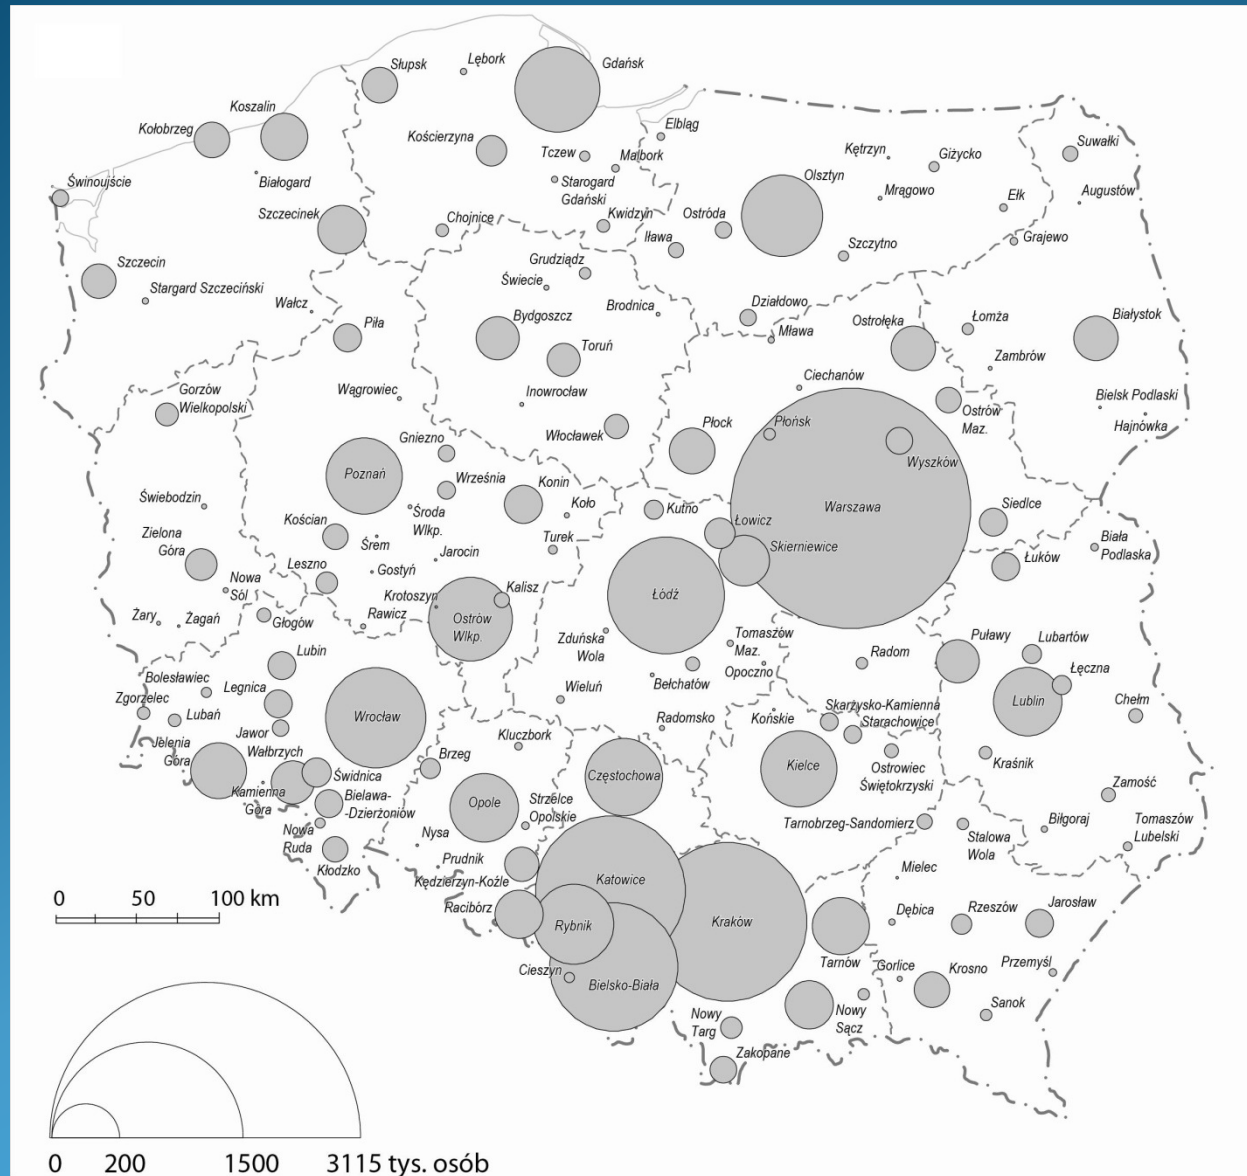 Słupsk
Lębork
Gdańsk
Koszalin
Kołobrzeg
Kościerzyna
Elbląg
Tczew
Malbork
Kętrzyn
Giżycko
Suwałki
Białogard
Starogard
Gdański
Olsztyn
Mrągowo
Augustów
Świnoujście
Szczecinek
Chojnice
Kwidzyn
Ostróda
Ełk
Iława
Szczytno
Grajewo
Szczecin
Grudziądz
Świecie
Stargard Szczeciński
Wałcz
Brodnica
Działdowo
Piła
Bydgoszcz
Ostrołęka
Łomża
Białystok
Mława
Toruń
Zambrów
Gorzów
Wielkopolski
Wągrowiec
Inowrocław
Ciechanów
Bielsk Podlaski
Hajnówka
Ostrów
Maz.
Gniezno
Włocławek
Płock
Płońsk
Wyszków
Poznań
Września
Konin
Świebodzin
Środa
Wlkp.
Koło
Kutno
Warszawa
Siedlce
Kościan
Łowicz
Zielona
Góra
Śrem
Turek
Skierniewice
Biała
Podlaska
Jarocin
Łuków
Leszno
Gostyń
Nowa
Sól
Kalisz
Łódź
Krotoszyn
Żary
Żagań
Głogów
Rawicz
Ostrów
Wlkp.
Zduńska
Wola
Tomaszów
Maz.
Puławy
Lubartów
Lubin
Opoczno
Radom
Bolesławiec
Bełchatów
Łęczna
Zgorzelec
Legnica
Wieluń
Lublin
Chełm
Lubań
Wrocław
Końskie
Skarżysko-Kamienna
Jawor
Radomsko
Starachowice
Jelenia
Góra
Wałbrzych
Kluczbork
Brzeg
Kraśnik
Świdnica
Częstochowa
Kielce
Ostrowiec
Świętokrzyski
Kamienna
Góra
Bielawa-
-Dzierżoniów
Zamość
Opole
Strzelce
Opolskie
Tarnobrzeg-Sandomierz
Biłgoraj
Tomaszów
Lubelski
Nowa
Ruda
Nysa
Stalowa
Wola
Kłodzko
Prudnik
Mielec
Kędzierzyn-Koźle
Katowice
0 50 100 km
Racibórz
Rybnik
Kraków
Dębica
Rzeszów
Jarosław
Cieszyn
Bielsko-Biała
Tarnów
Gorlice
Krosno
Przemyśl
Nowy
Targ
Nowy
Sącz
Sanok
Zakopane
0 200 1500 3115 tys. osób